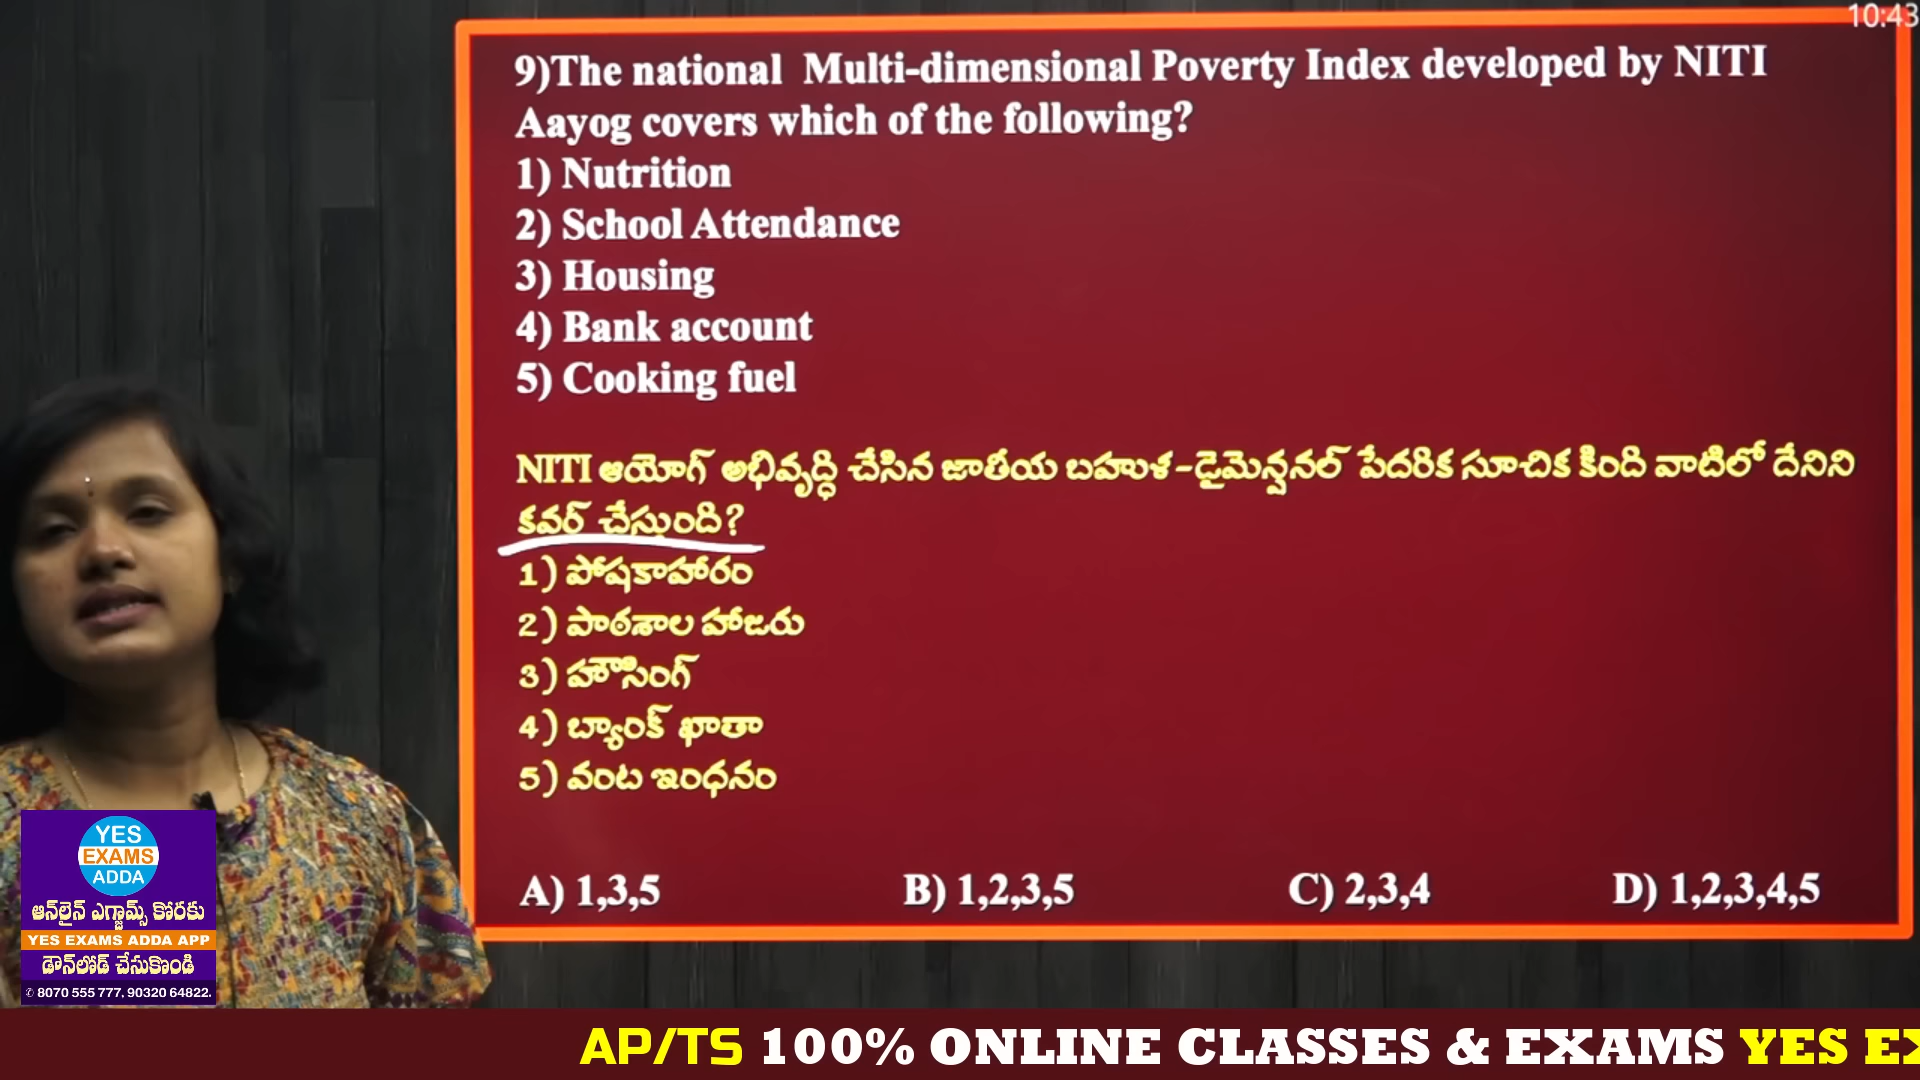 10:43
9)The national Multi-dimensional Poverty Index developed by NITI
Aayog covers which of the following?
1) Nutrition
2) School Attendance
3) Housing
4) Bank account
5) Cooking fuel
NITI ఆయోగ్ అభివృద్ధి చేసిన జాతీయ బహుళ-డైమెన్షనల్ పేదరిక సూచిక కింది వాటిలో దేనిని
కవర్ చేస్తుంది?
1) పోషకాహారం
2) పాఠశాల హాజరు
3) హౌసింగ్
4) బ్యాంక్ ఖాతా
5) వంట ఇంధనం
A) 1,3,5 B) 1,2,3,5 C) 2,3,4 D) 1,2,3,4,5
YES
EXAMS
ADDA
ఆన్‌లైన్ ఎగ్జామ్స్ కోరకు
YES EXAMS ADDA APP
డౌన్‌లోడ్ చేసుకొండి
✆ 8070 555 777, 90320 64822.
AP/TS 100% ONLINE CLASSES & EXAMS YES EX